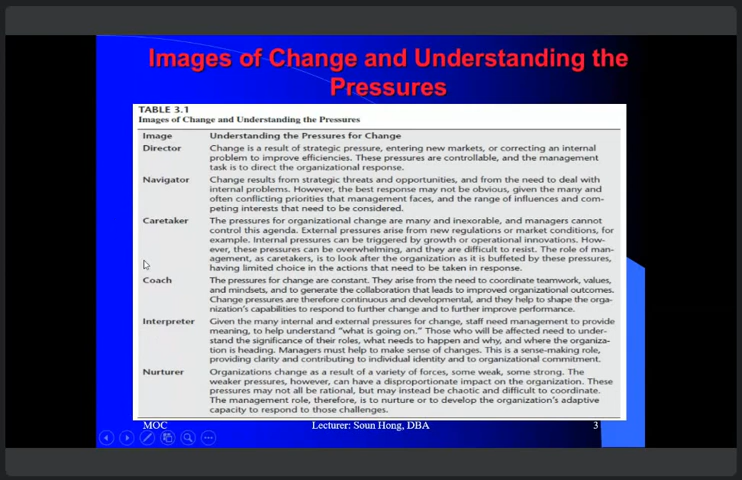 Images of Change and Understanding the
Pressures
TABLE 3.1
Images of Change and Understanding the Pressures
Image Understanding the Pressures for Change
Director Change is a result of strategic pressure, entering new markets, or correcting an internal
problem to improve efficiencies. These pressures are controllable, and the management
task is to direct the organizational response.
Navigator Change results from strategic threats and opportunities, and from the need to deal with
internal problems. However, the best response may not be obvious, given the many and
often conflicting priorities that management faces, and the range of influences and com-
peting interests that need to be considered.
Caretaker The pressures for organizational change are many and inexorable, and managers cannot
control this agenda. External pressures arise from new regulations or market conditions, for
example. Internal pressures can be triggered by growth or operational innovations. How-
ever, these pressures can be overwhelming, and they are difficult to resist. The role of man-
agement, as caretakers, is to look after the organization as it is buffeted by these pressures,
having limited choice in the actions that need to be taken in response.
Coach The pressures for change are constant. They arise from the need to coordinate teamwork, values,
and mindsets, and to generate the collaboration that leads to improved organizational outcomes.
Change pressures are therefore continuous and developmental, and they help to shape the orga-
nization's capabilities to respond to further change and to further improve performance.
Interpreter Given the many internal and external pressures for change, staff need management to provide
meaning, to help understand "what is going on." Those who will be affected need to under-
stand the significance of their roles, what needs to happen and why, and where the organiza-
tion is heading. Managers must help to make sense of changes. This is a sense-making role,
providing clarity and contributing to individual identity and to organizational commitment.
Nurturer Organizations change as a result of a variety of forces, some weak, some strong. The
weaker pressures, however, can have a disproportionate impact on the organization. These
pressures may not all be rational, but may instead be chaotic and difficult to coordinate.
The management role, therefore, is to nurture or to develop the organization's adaptive
capacity to respond to those challenges.
MOC Lecturer: Soun Hong, DBA 3